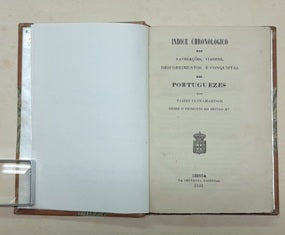 INDICE CHRONOLOGICO
DAS
NAVEGAÇÕES, VIAGENS,
DESCOBRIMENTOS, E CONQUISTAS
DOS
PORTUGUEZES
NOS
PAIZES ULTRAMARINOS
DESDE O PRINCIPIO DO SECULO XV.
LISBOA
NA IMPRENSA NACIONAL
1841